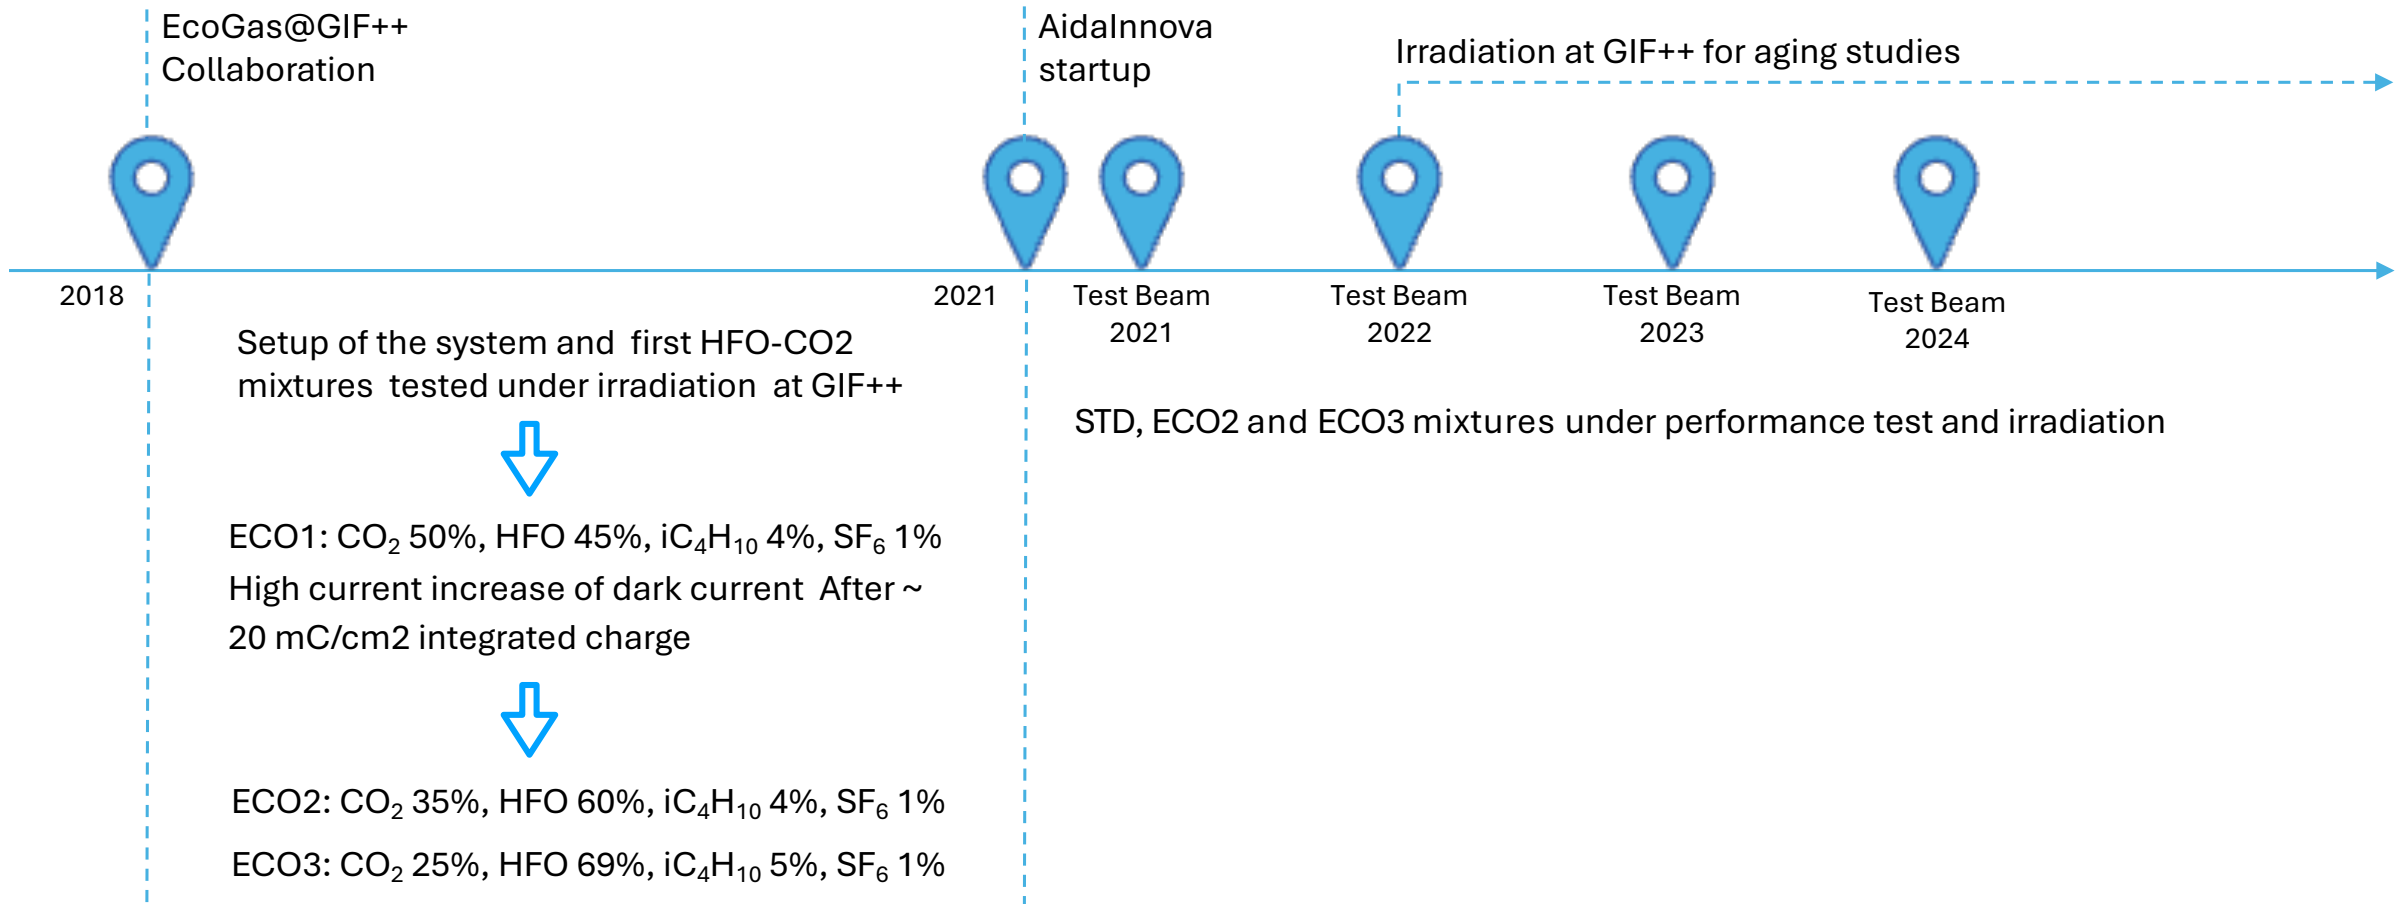 EcoGas@GIF++
Collaboration
AidaInnova
startup
Irradiation at GIF++ for aging studies
2018
2021
Test Beam
2021
Test Beam
2022
Test Beam
2023
Test Beam
2024
Setup of the system and first HFO-CO2
mixtures tested under irradiation at GIF++
STD, ECO2 and ECO3 mixtures under performance test and irradiation
ECO1: CO₂ 50%, HFO 45%, iC₄H₁₀ 4%, SF₆ 1%
High current increase of dark current After ~
20 mC/cm2 integrated charge
ECO2: CO₂ 35%, HFO 60%, iC₄H₁₀ 4%, SF₆ 1%
ECO3: CO₂ 25%, HFO 69%, iC₄H₁₀ 5%, SF₆ 1%